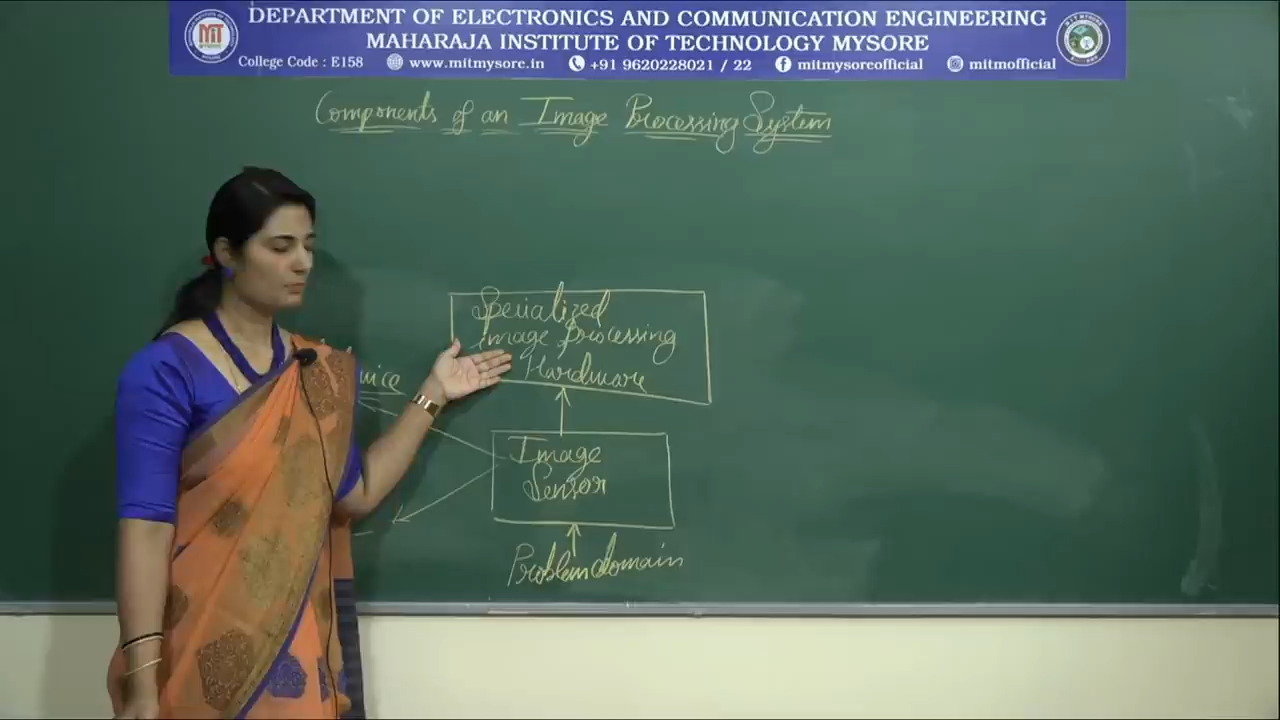 DEPARTMENT OF ELECTRONICS AND COMMUNICATION ENGINEERING
MAHARAJA INSTITUTE OF TECHNOLOGY MYSORE
College Code : E158 www.mitmysore.in +91 9620228021 / 22 mitmysoreofficial mitmofficial
MIT
Components of an Image Processing System
Specialized
Image Processing
Hardware
Image
Sensor
Problem domain